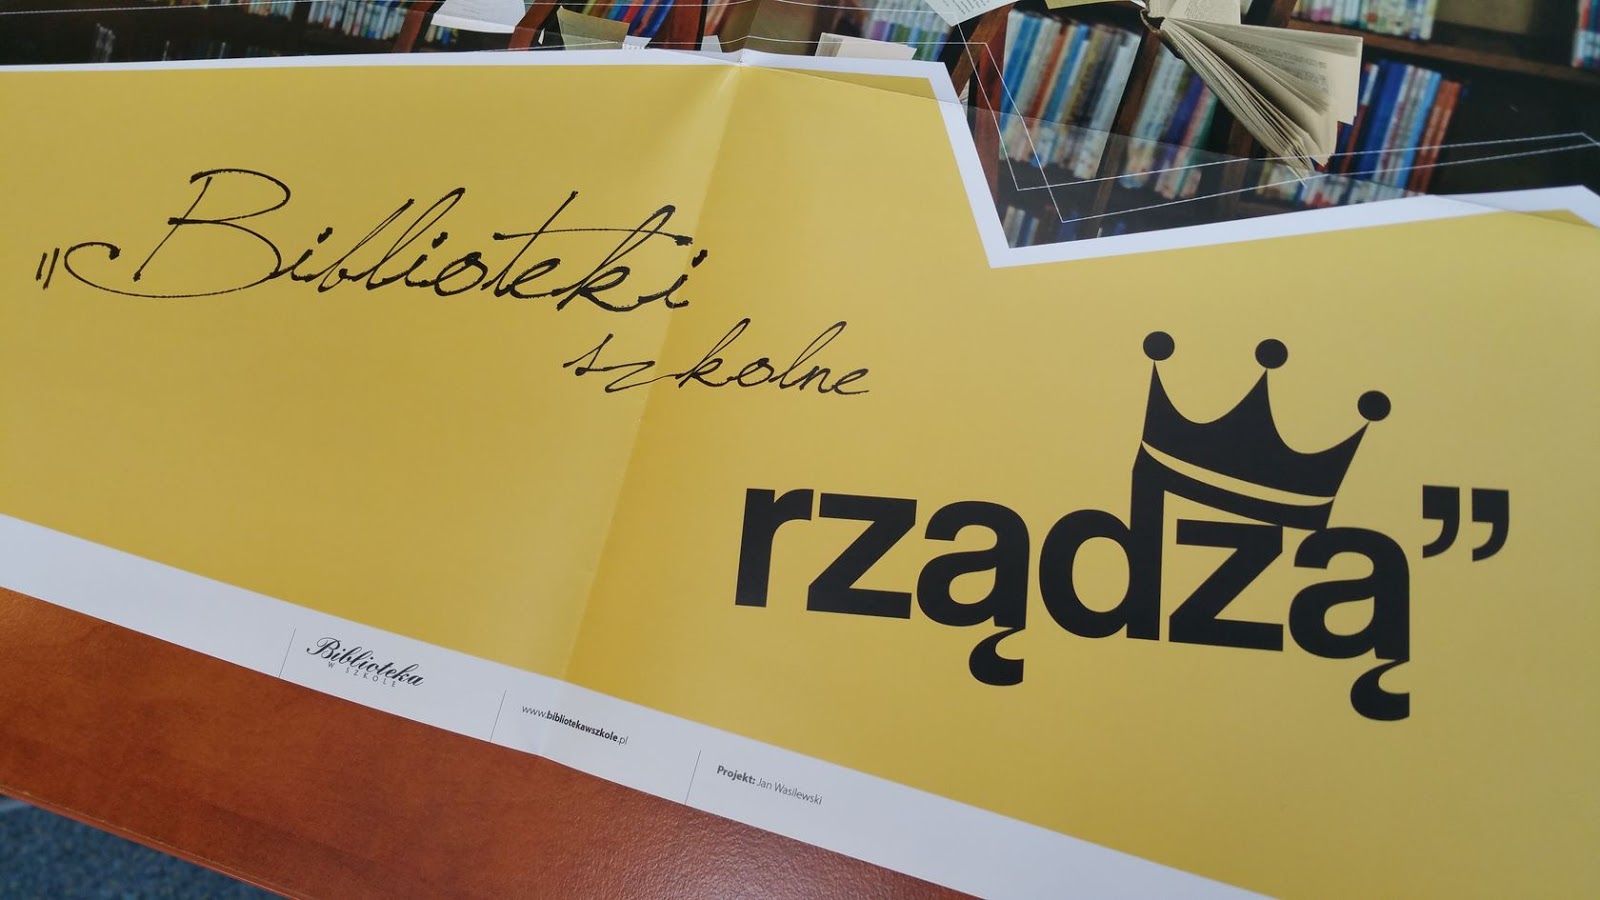 „Biblioteki
szkolne
rządzą”
Biblioteka
W SZKOLE
www.bibliotekawszkole.pl
Projekt: Jan Wasilewski